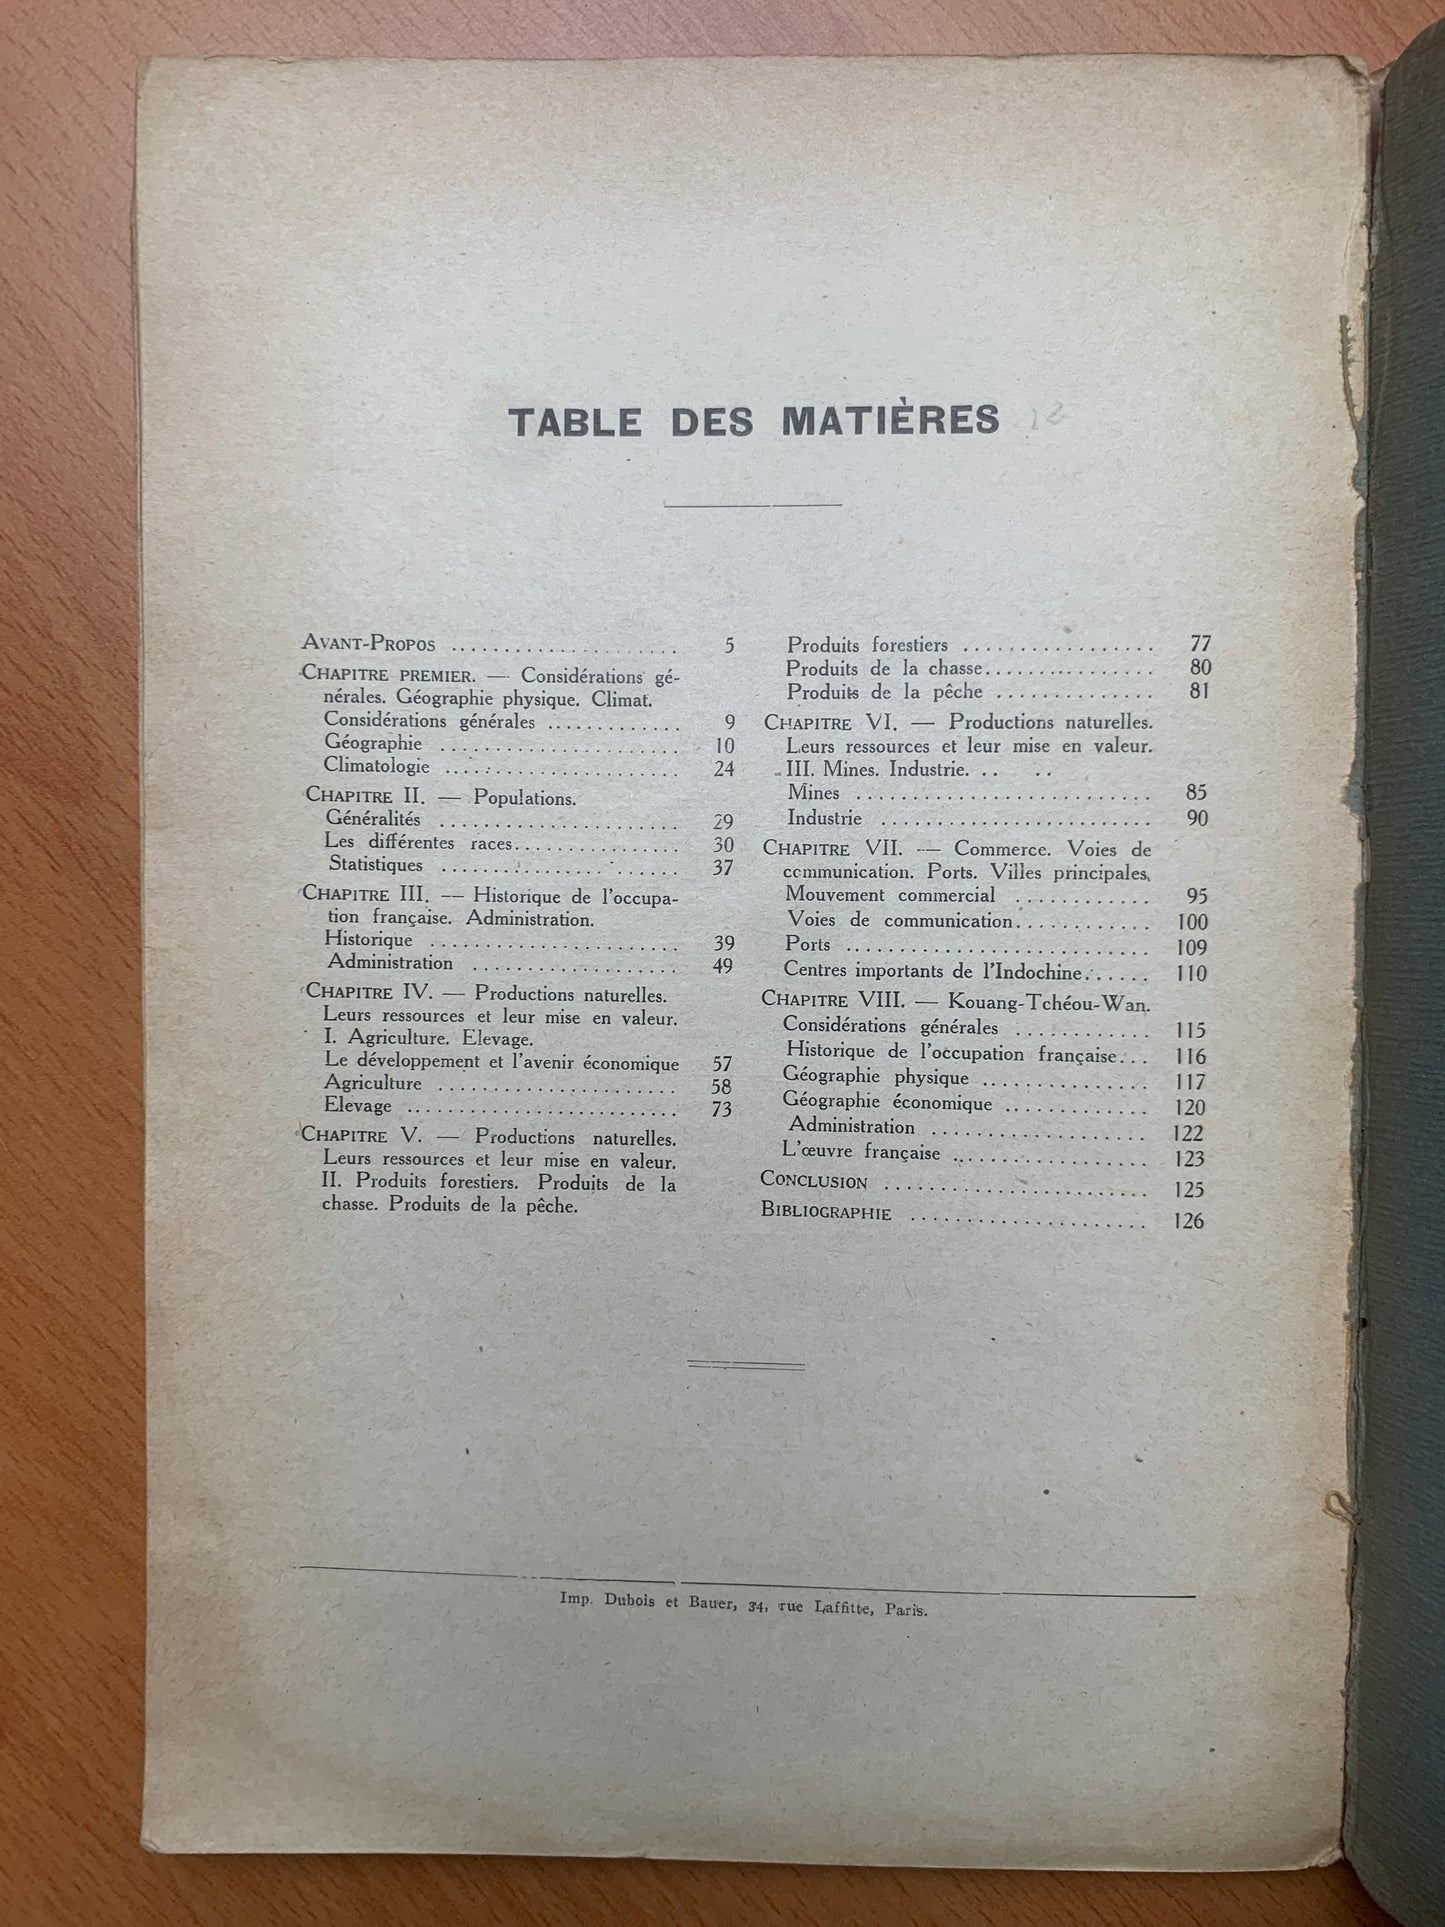 TABLE DES MATIÈRES 12
AVANT-PROPOS .................... 5
CHAPITRE PREMIER. — Considérations gé-
nérales. Géographie physique. Climat.
Considérations générales ............ 9
Géographie ...................... 10
Climatologie ..................... 24
CHAPITRE II. — Populations.
Généralités ...................... 29
Les différentes races............... 30
Statistiques ...................... 37
CHAPITRE III. — Historique de l'occupa-
tion française. Administration.
Historique ....................... 39
Administration ................... 49
CHAPITRE IV. — Productions naturelles.
Leurs ressources et leur mise en valeur.
I. Agriculture. Elevage.
Le développement et l'avenir économique 57
Agriculture ...................... 58
Elevage ......................... 73
CHAPITRE V. — Productions naturelles.
Leurs ressources et leur mise en valeur.
II. Produits forestiers. Produits de la
chasse. Produits de la pêche.
Produits forestiers ................. 77
Produits de la chasse............... 80
Produits de la pêche .............. 81
CHAPITRE VI. — Productions naturelles.
Leurs ressources et leur mise en valeur.
III. Mines. Industrie. . . . .
Mines .......................... 85
Industrie ........................ 90
CHAPITRE VII. — Commerce. Voies de
communication. Ports. Villes principales.
Mouvement commercial ............ 95
Voies de communication............ 100
Ports ........................... 109
Centres importants de l'Indochine...... 110
CHAPITRE VIII. — Kouang-Tchéou-Wan.
Considérations générales ............ 115
Historique de l'occupation française... 116
Géographie physique ............... 117
Géographie économique ............. 120
Administration ................... 122
L'œuvre française ................. 123
CONCLUSION ........................ 125
BIBLIOGRAPHIE ..................... 126
Imp. Dubois et Bauer, 34, rue Laffitte, Paris.